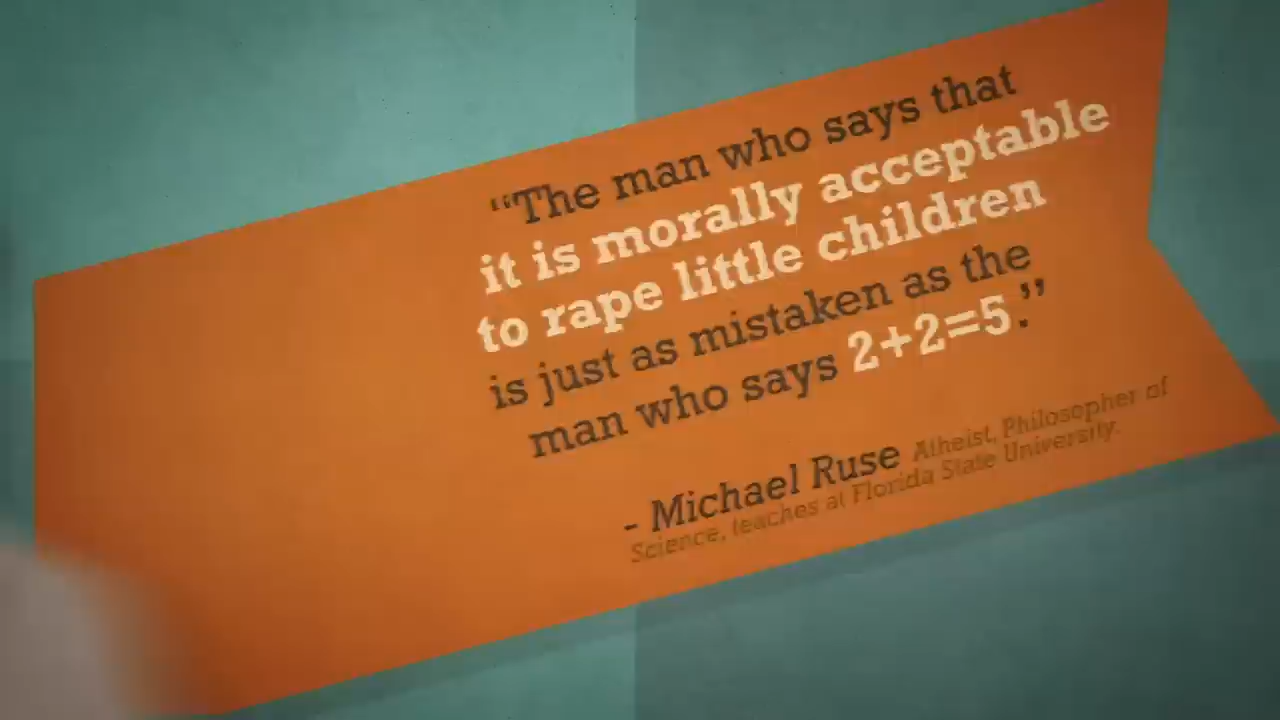 “The man who says that
it is morally acceptable
to rape little children
is just as mistaken as the
man who says 2+2=5.”
- Michael Ruse Atheist, Philosopher of
Science, teaches at Florida State University.